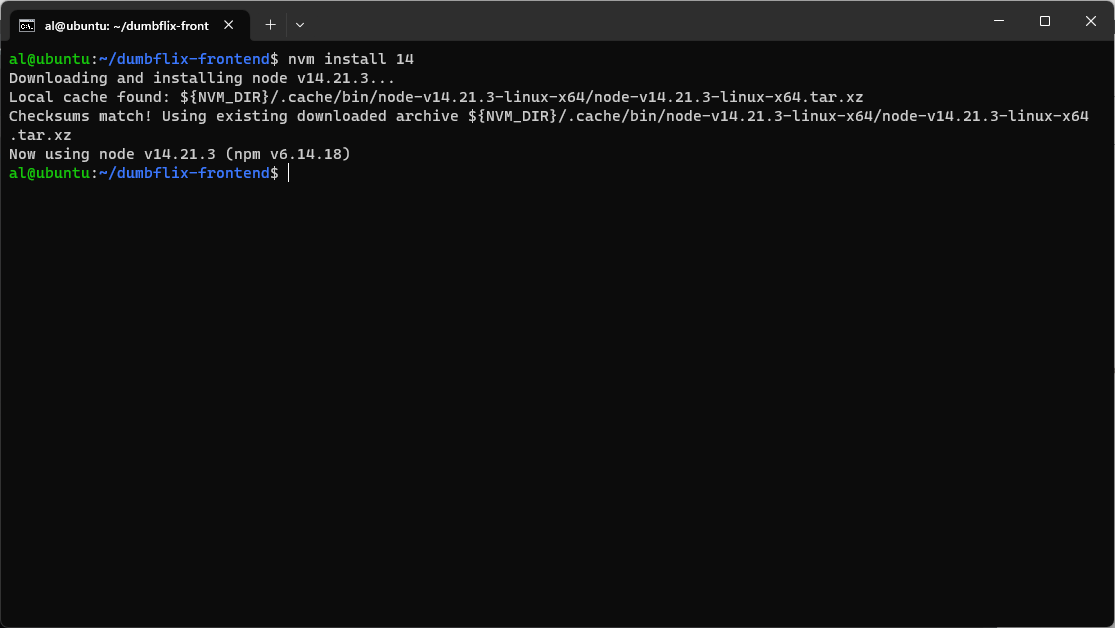 al@ubuntu: ~/dumbflix-front
al@ubuntu:~/dumbflix-frontend$ nvm install 14
Downloading and installing node v14.21.3...
Local cache found: ${NVM_DIR}/.cache/bin/node-v14.21.3-linux-x64/node-v14.21.3-linux-x64.tar.xz
Checksums match! Using existing downloaded archive ${NVM_DIR}/.cache/bin/node-v14.21.3-linux-x64/node-v14.21.3-linux-x64
.tar.xz
Now using node v14.21.3 (npm v6.14.18)
al@ubuntu:~/dumbflix-frontend$